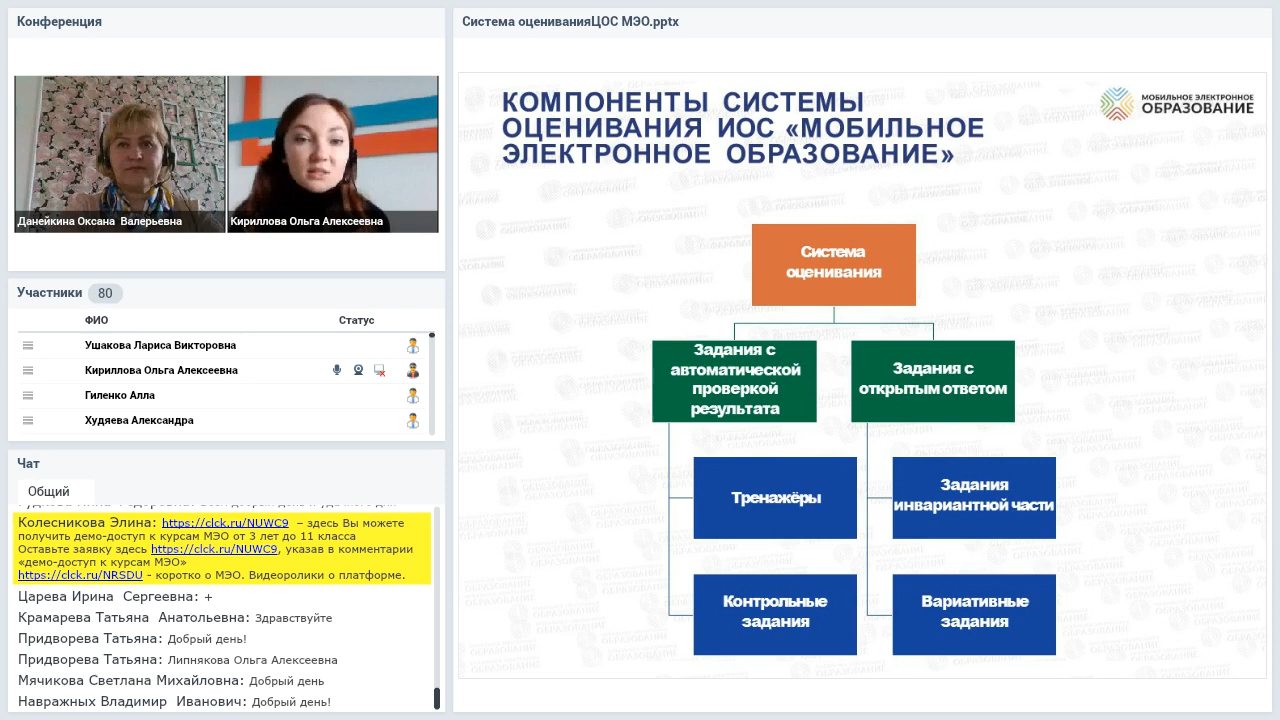 Конференция
Данейкина Оксана Валерьевна
Кириллова Ольга Алексеевна
Участники 80
ФИО Статус
Ушакова Лариса Викторовна
Кириллова Ольга Алексеевна
Гиленко Алла
Худяева Александра
Чат
Общий
Колесникова Элина: https://clck.ru/NUWC9 – здесь Вы можете
получить демо-доступ к курсам МЭО от 3 лет до 11 класса
Оставьте заявку здесь https://clck.ru/NUWC9, указав в комментарии
«демо-доступ к курсам МЭО»
https://clck.ru/NRSDU - коротко о МЭО. Видеоролики о платформе.
Царева Ирина Сергеевна: +
Крамарева Татьяна Анатольевна: Здравствуйте
Придворева Татьяна: Добрый день!
Придворева Татьяна: Липнякова Ольга Алексеевна
Мячикова Светлана Михайловна: Добрый день
Навражных Владимир Иванович: Добрый день!
Система оцениванияЦОС МЭО.pptx
КОМПОНЕНТЫ СИСТЕМЫ
ОЦЕНИВАНИЯ ИОС «МОБИЛЬНОЕ
ЭЛЕКТРОННОЕ ОБРАЗОВАНИЕ»
МОБИЛЬНОЕ ЭЛЕКТРОННОЕ
ОБРАЗОВАНИЕ
Система
оценивания
Задания с
автоматической
проверкой
результата
Задания с
открытым ответом
Тренажёры
Задания
инвариантной части
Контрольные
задания
Вариативные
задания